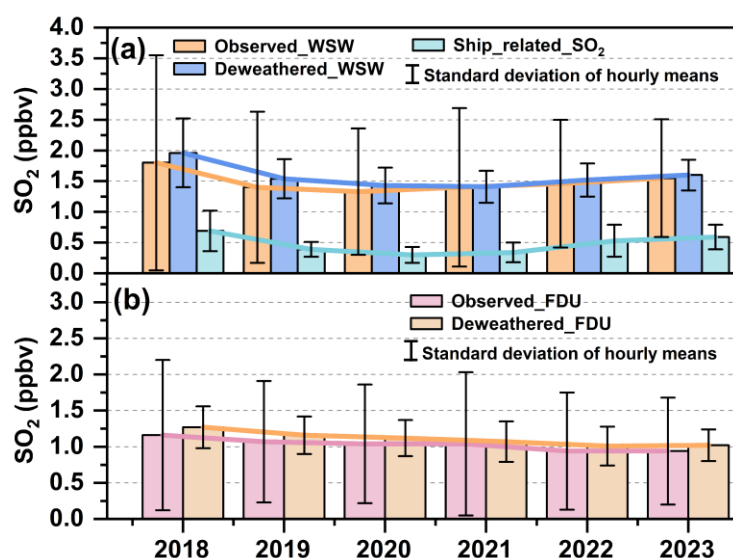 (a)
Observed_WSW
Ship_related_SO₂
Deweathered_WSW
Standard deviation of hourly means
SO₂ (ppbv)
4.0
3.5
3.0
2.5
2.0
1.5
1.0
0.5
0.0
(b)
Observed_FDU
Deweathered_FDU
Standard deviation of hourly means
SO₂ (ppbv)
3.0
2.5
2.0
1.5
1.0
0.5
0.0
2018 2019 2020 2021 2022 2023